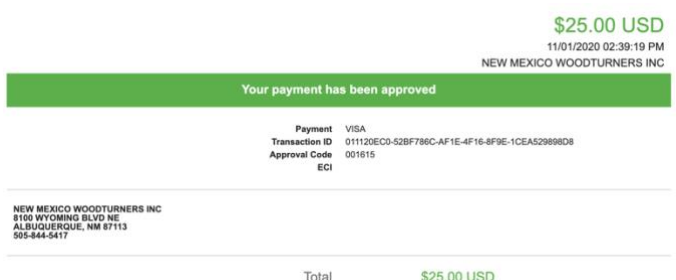 $25.00 USD
11/01/2020 02:39:19 PM
NEW MEXICO WOODTURNERS INC
Your payment has been approved
Payment VISA
Transaction ID 011120EC0-52BF786C-AF1E-4F16-8F9E-1CEA529898D8
Approval Code 001615
ECI
NEW MEXICO WOODTURNERS INC
8100 WYOMING BLVD NE
ALBUQUERQUE, NM 87113
505-844-5417
Total $25.00 USD